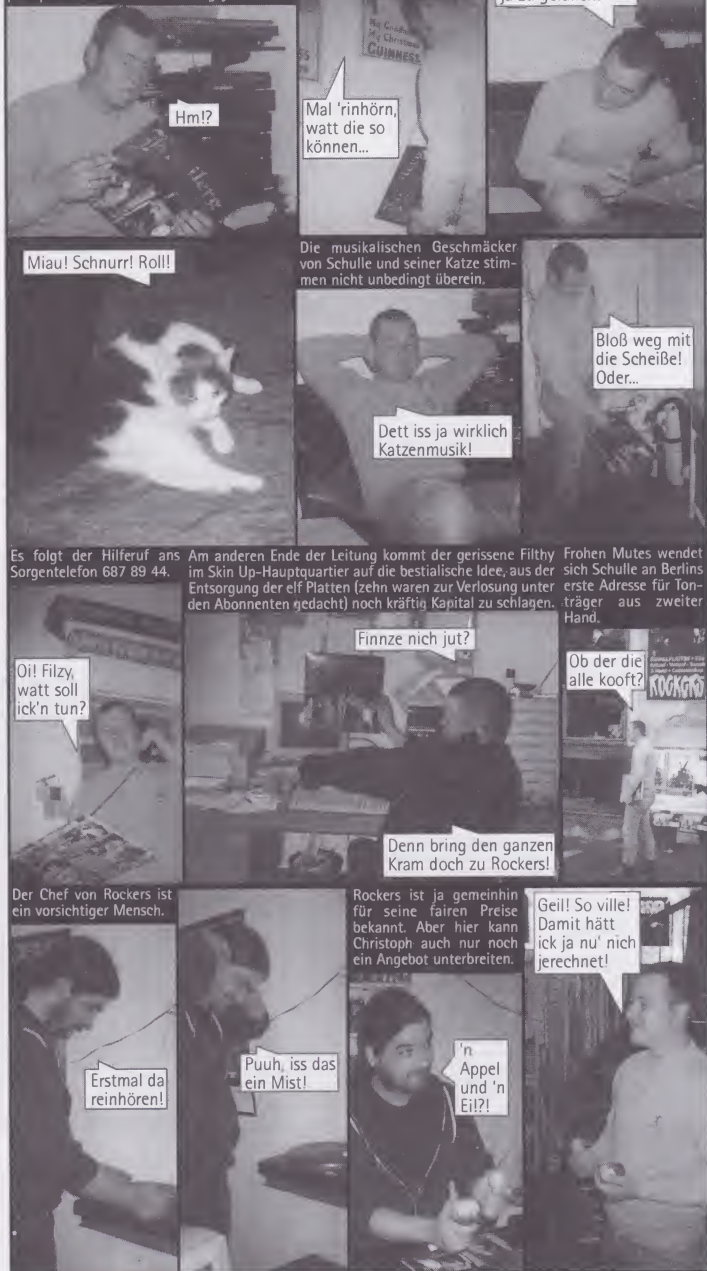 Hm!?
My Goodness
My Christmas
GUINNESS
Mal 'rinhörn,
watt die so
können...
Miau! Schnurr! Roll!
Die musikalischen Geschmäcker
von Schulle und seiner Katze stim-
men nicht unbedingt überein.
Dett iss ja wirklich
Katzenmusik!
Bloß weg mit
die Scheiße!
Oder...
Es folgt der Hilferuf ans
Sorgentelefon 687 89 44.
Oi! Filzy,
watt soll
ick'n tun?
Am anderen Ende der Leitung kommt der gerissene Filthy
im Skin Up-Hauptquartier auf die bestialische Idee, aus der
Entsorgung der elf Platten (zehn waren zur Verlosung unter
den Abonnenten gedacht) noch kräftig Kapital zu schlagen.
Finnze nich jut?
Denn bring den ganzen
Kram doch zu Rockers!
Frohen Mutes wendet
sich Schulle an Berlins
erste Adresse für Ton-
träger aus zweiter
Hand.
Ob der die
alle kooft?
Der Chef von Rockers ist
ein vorsichtiger Mensch.
Erstmal da
reinhören!
Puuh, iss das
ein Mist!
Rockers ist ja gemeinhin
für seine fairen Preise
bekannt. Aber hier kann
Christoph auch nur noch
ein Angebot unterbreiten.
'n
Appel
und 'n
Ei!?!
Geil! So ville!
Damit hätt
ick ja nu' nich
jerechnet!